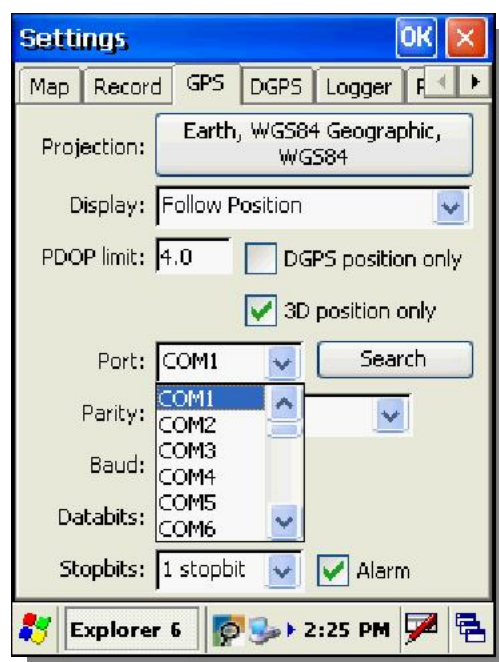 Settings OK
Map Record GPS DGPS Logger
Projection: Earth, WGS84 Geographic,
WGS84
Display: Follow Position
PDOP limit: 4.0 DGPS position only
3D position only
Port: COM1 Search
COM1
Parity: COM2
COM3
Baud: COM4
COM5
Databits: COM6
Stopbits: 1 stopbit Alarm
Explorer 6 2:25 PM